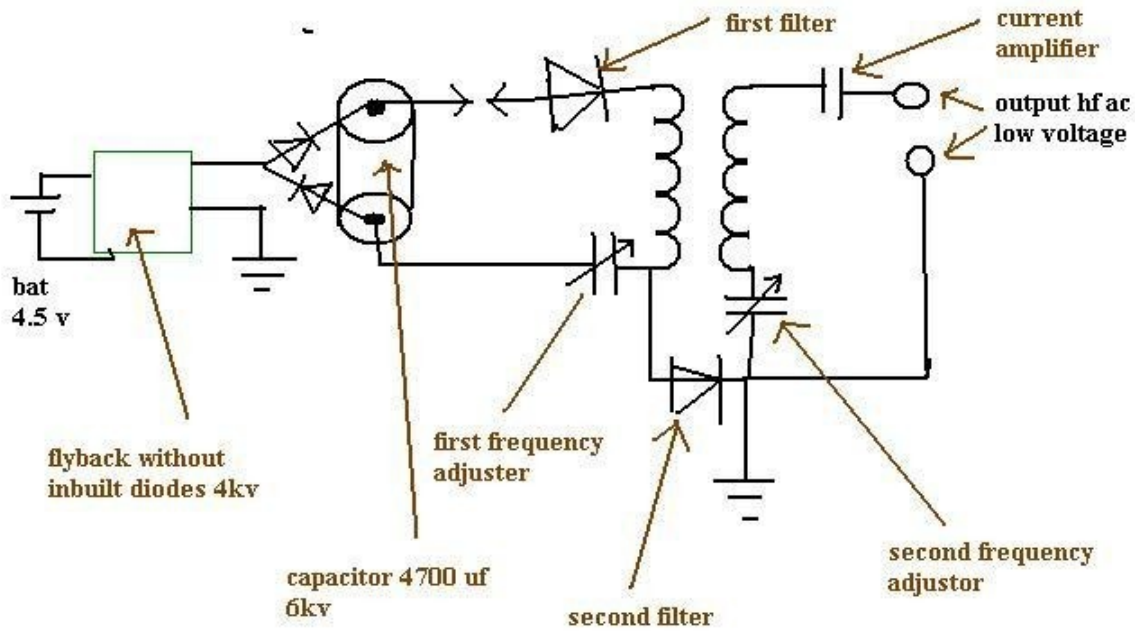 first filter
current
amplifier
output hf ac
low voltage
bat
4.5 v
flyback without
inbuilt diodes 4kv
first frequency
adjuster
capacitor 4700 uf
6kv
second filter
second frequency
adjustor